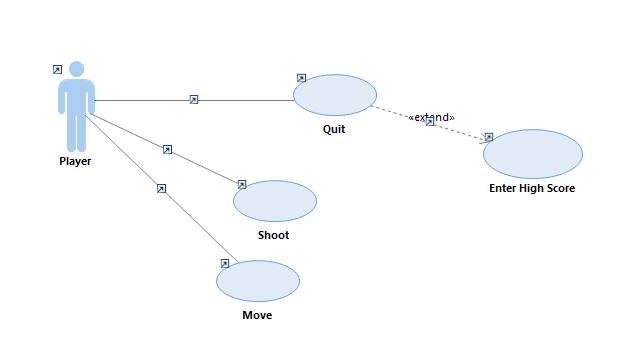 «extend»
Quit
Player
Enter High Score
Shoot
Move